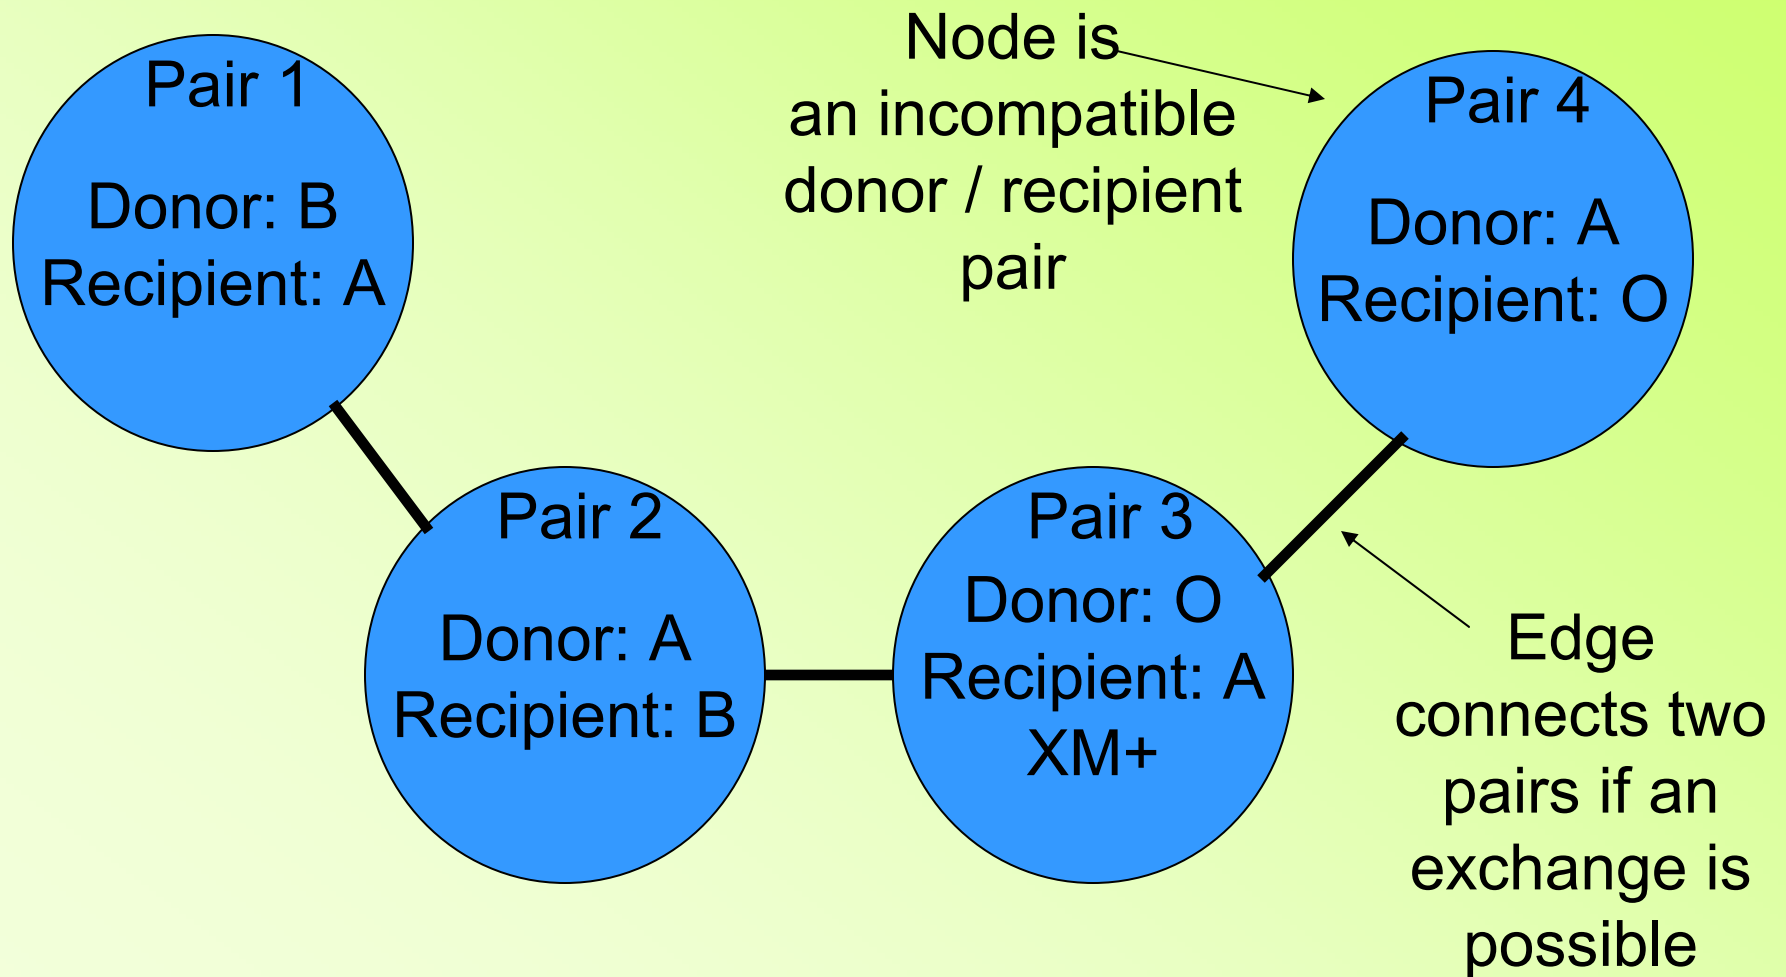 Pair 1
Donor: B
Recipient: A
Node is
an incompatible
donor / recipient
pair
Pair 4
Donor: A
Recipient: O
Pair 2
Donor: A
Recipient: B
Pair 3
Donor: O
Recipient: A
XM+
Edge
connects two
pairs if an
exchange is
possible